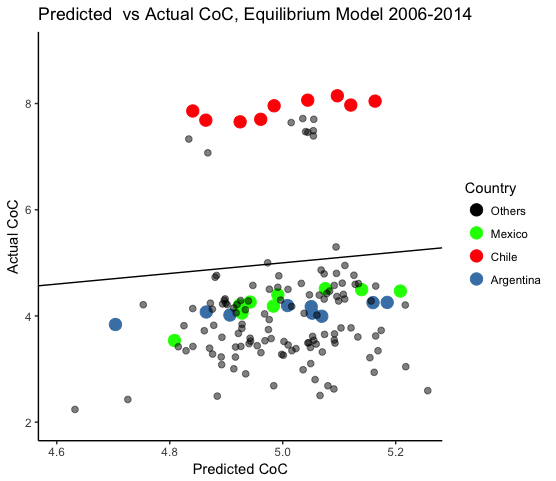 Predicted  vs Actual CoC, Equilibrium Model 2006-2014
Actual CoC
8
6
4
2
4.6
4.8
5.0
5.2
Predicted CoC
Country
Others
Mexico
Chile
Argentina